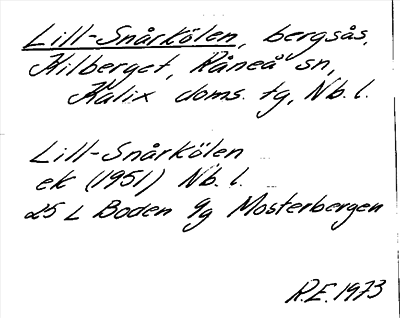 Lill-Snårkölen, bergsås,
Kilberget, Råneå sn,
Kalix doms. tg, Nb. l.
Lill-Snårkölen
ek (1951) Nb. l.
25 L Boden 9g Mosterbergen
R.E. 1973